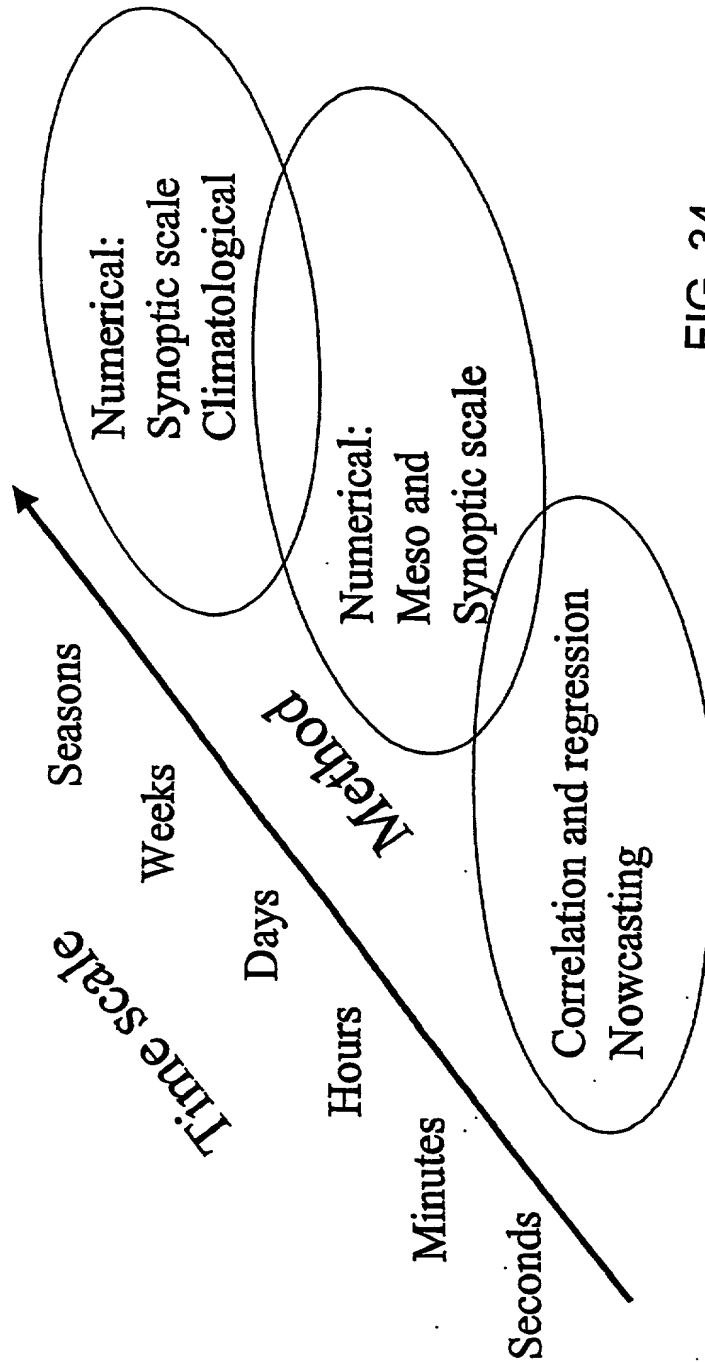 Time scale
Seconds
Minutes
Hours
Days
Weeks
Seasons
Method
Numerical:
Synoptic scale
Climatological
Numerical:
Meso and
Synoptic scale
Correlation and regression
Nowcasting